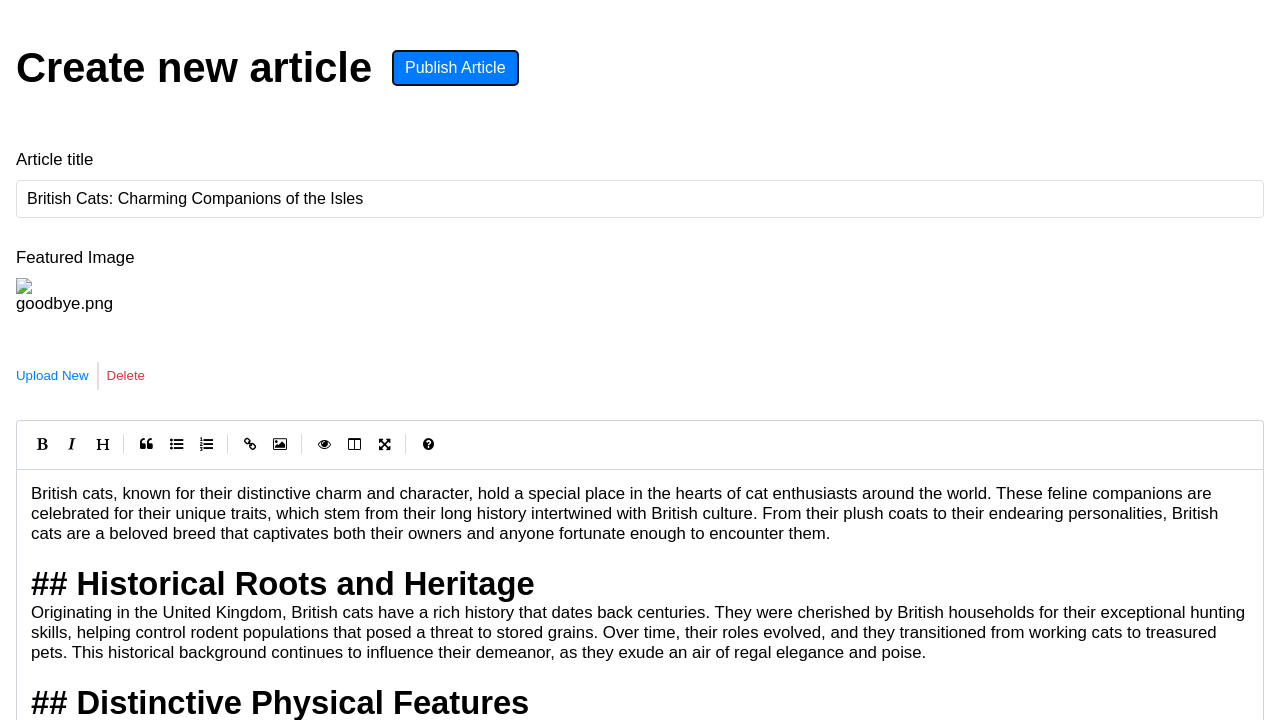 Create new article
Publish Article
Article title
British Cats: Charming Companions of the Isles
Featured Image
goodbye.png
Upload New
Delete
British cats, known for their distinctive charm and character, hold a special place in the hearts of cat enthusiasts around the world. These feline companions are
celebrated for their unique traits, which stem from their long history intertwined with British culture. From their plush coats to their endearing personalities, British
cats are a beloved breed that captivates both their owners and anyone fortunate enough to encounter them.
## Historical Roots and Heritage
Originating in the United Kingdom, British cats have a rich history that dates back centuries. They were cherished by British households for their exceptional hunting
skills, helping control rodent populations that posed a threat to stored grains. Over time, their roles evolved, and they transitioned from working cats to treasured
pets. This historical background continues to influence their demeanor, as they exude an air of regal elegance and poise.
## Distinctive Physical Features